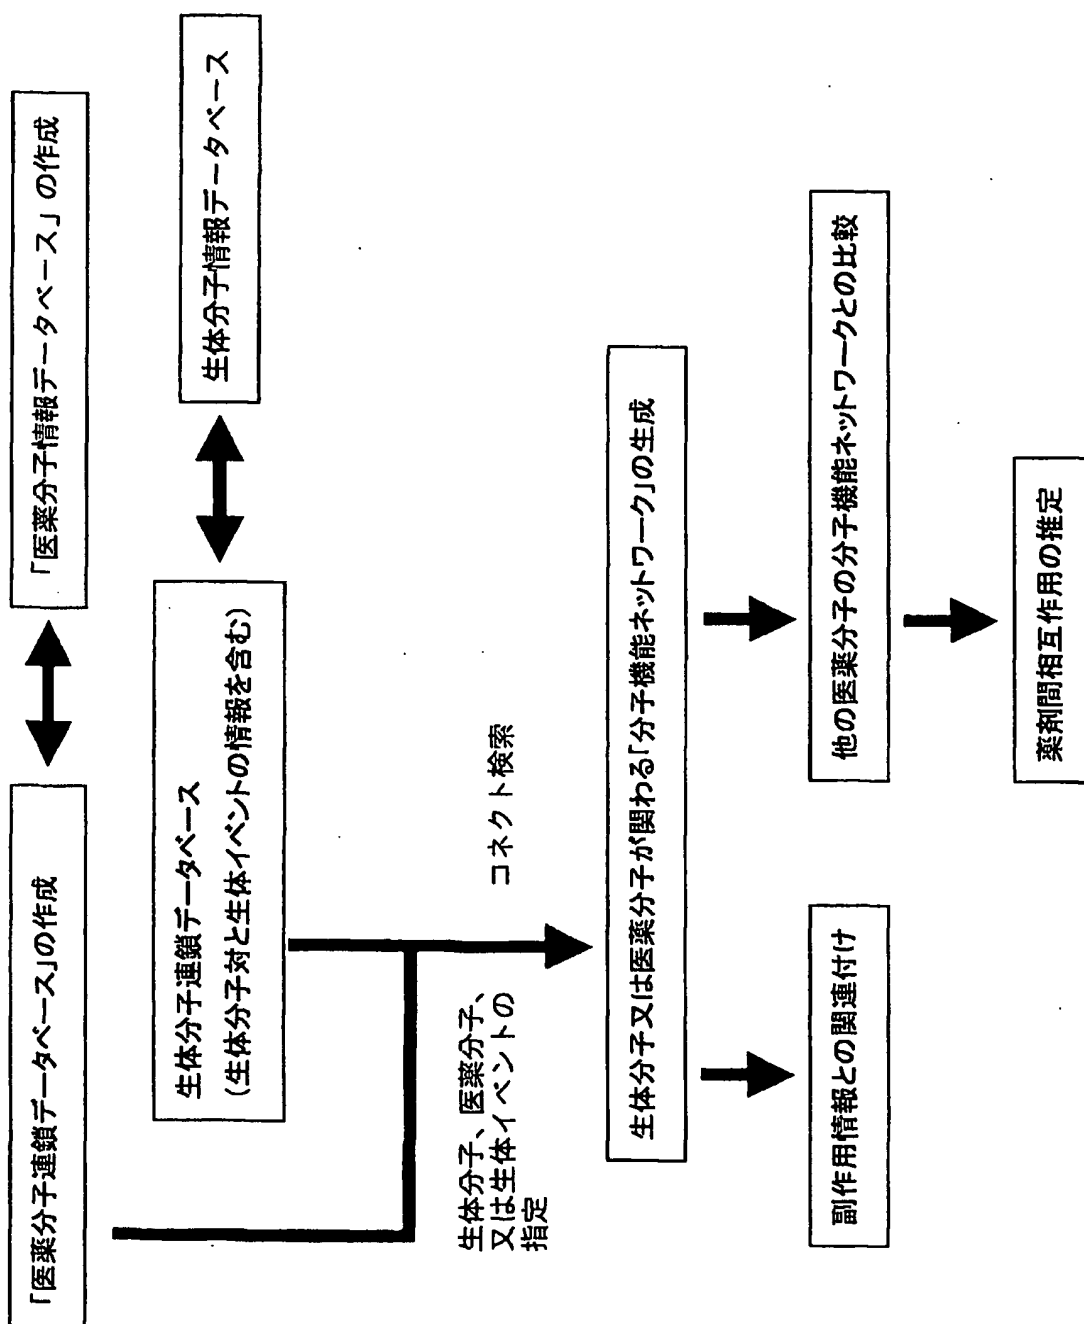 「医薬分子連鎖データベース」の作成
「医薬分子情報データベース」の作成
生体分子連鎖データベース
(生体分子対と生体イベントの情報を含む)
生体分子情報データベース
生体分子、医薬分子、
又は生体イベントの
指定
コネクト検索
生体分子又は医薬分子が関わる「分子機能ネットワーク」の生成
副作用情報との関連付け
他の医薬分子の分子機能ネットワークとの比較
薬剤間相互作用の推定